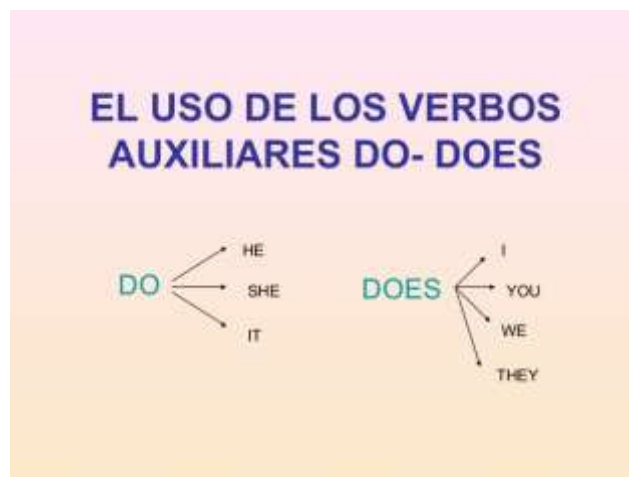 EL USO DE LOS VERBOS
AUXILIARES DO- DOES
DO
HE
SHE
IT
DOES
I
YOU
WE
THEY